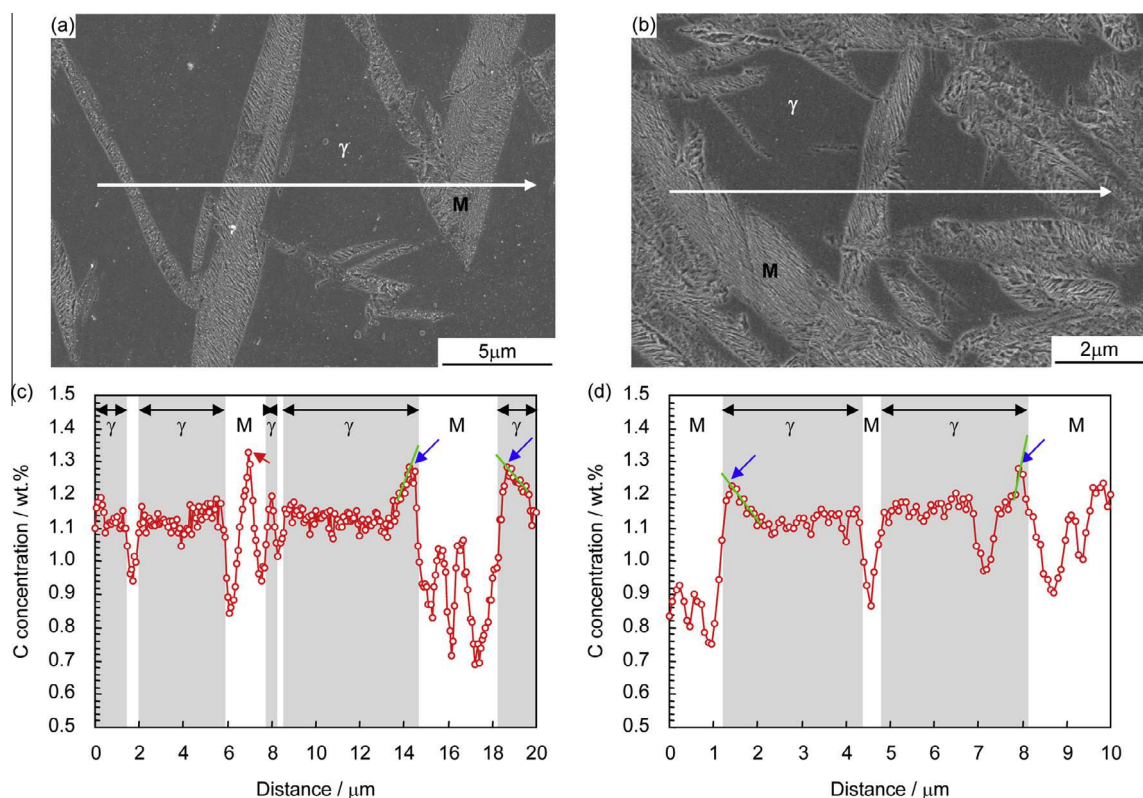 (a)
γ
M
5μm
(b)
γ
M
2μm
(c)
1.5
1.4
1.3
1.2
1.1
1.0
0.9
0.8
0.7
0.6
0.5
C concentration / wt.%
γ γ M γ γ M γ
0 2 4 6 8 10 12 14 16 18 20
Distance / μm
(d)
1.5
1.4
1.3
1.2
1.1
1.0
0.9
0.8
0.7
0.6
0.5
C concentration / wt.%
M γ M γ M
0 1 2 3 4 5 6 7 8 9 10
Distance / μm